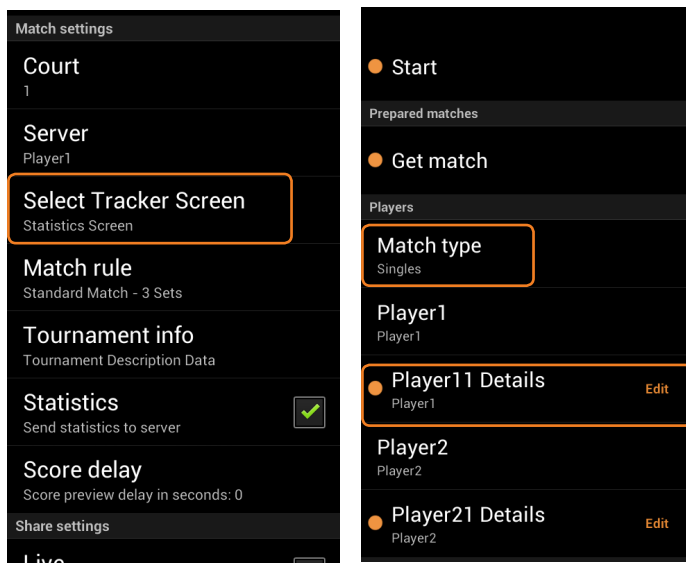 Match settings
Court
1
Server
Player1
Select Tracker Screen
Statistics Screen
Match rule
Standard Match - 3 Sets
Tournament info
Tournament Description Data
Statistics
Send statistics to server
Score delay
Score preview delay in seconds: 0
Share settings
Live
Start
Prepared matches
Get match
Players
Match type
Singles
Player1
Player1
Player11 Details
Edit
Player1
Player2
Player2
Player21 Details
Edit
Player2